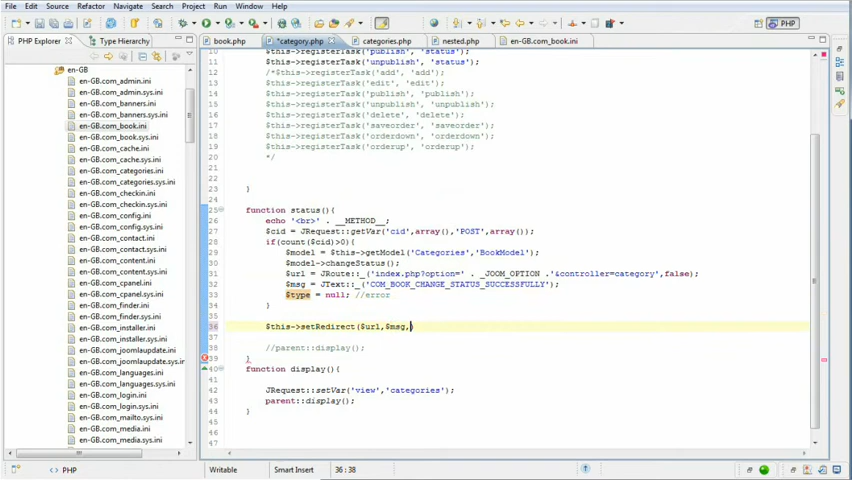 File Edit Source Refactor Navigate Search Project Run Window Help
PHP
PHP Explorer Type Hierarchy
book.php *category.php categories.php nested.php en-GB.com_book.ini
en-GB
en-GB.com_admin.ini
en-GB.com_admin.sys.ini
en-GB.com_banners.ini
en-GB.com_banners.sys.ini
en-GB.com_book.ini
en-GB.com_book.sys.ini
en-GB.com_cache.ini
en-GB.com_cache.sys.ini
en-GB.com_categories.ini
en-GB.com_categories.sys.ini
en-GB.com_checkin.ini
en-GB.com_checkin.sys.ini
en-GB.com_config.ini
en-GB.com_config.sys.ini
en-GB.com_contact.ini
en-GB.com_contact.sys.ini
en-GB.com_content.ini
en-GB.com_content.sys.ini
en-GB.com_cpanel.ini
en-GB.com_cpanel.sys.ini
en-GB.com_finder.ini
en-GB.com_finder.sys.ini
en-GB.com_installer.ini
en-GB.com_installer.sys.ini
en-GB.com_joomlaupdate.ini
en-GB.com_joomlaupdate.sys.ini
en-GB.com_languages.ini
en-GB.com_languages.sys.ini
en-GB.com_login.ini
en-GB.com_login.sys.ini
en-GB.com_mailto.sys.ini
en-GB.com_media.ini
en-GB.com_media.sys.ini
10 $this->registerTask('publish', 'status');
11 $this->registerTask('unpublish', 'status');
12 /*$this->registerTask('add', 'add');
13 $this->registerTask('edit', 'edit');
14 $this->registerTask('publish', 'publish');
15 $this->registerTask('unpublish', 'unpublish');
16 $this->registerTask('delete', 'delete');
17 $this->registerTask('saveorder', 'saveorder');
18 $this->registerTask('orderdown', 'orderdown');
19 $this->registerTask('orderup', 'orderup');
20 */
21
22
23 }
24
25 function status(){
26 echo '<br>' . __METHOD__;
27 $cid = JRequest::getVar('cid',array(),'POST',array());
28 if(count($cid)>0){
29 $model = $this->getModel('Categories','BookModel');
30 $model->changeStatus();
31 $url = JRoute::_('index.php?option=' . _JOOM_OPTION .'&controller=category',false);
32 $msg = JText::_('COM_BOOK_CHANGE_STATUS_SUCCESSFULLY');
33 $type = null; //error
34 }
36 $this->setRedirect($url,$msg,)
37
38 //parent::display();
39 }
40 function display(){
41
42 JRequest::setVar('view','categories');
43 parent::display();
44 }
45
46
47
PHP Writable Smart Insert 36 : 38